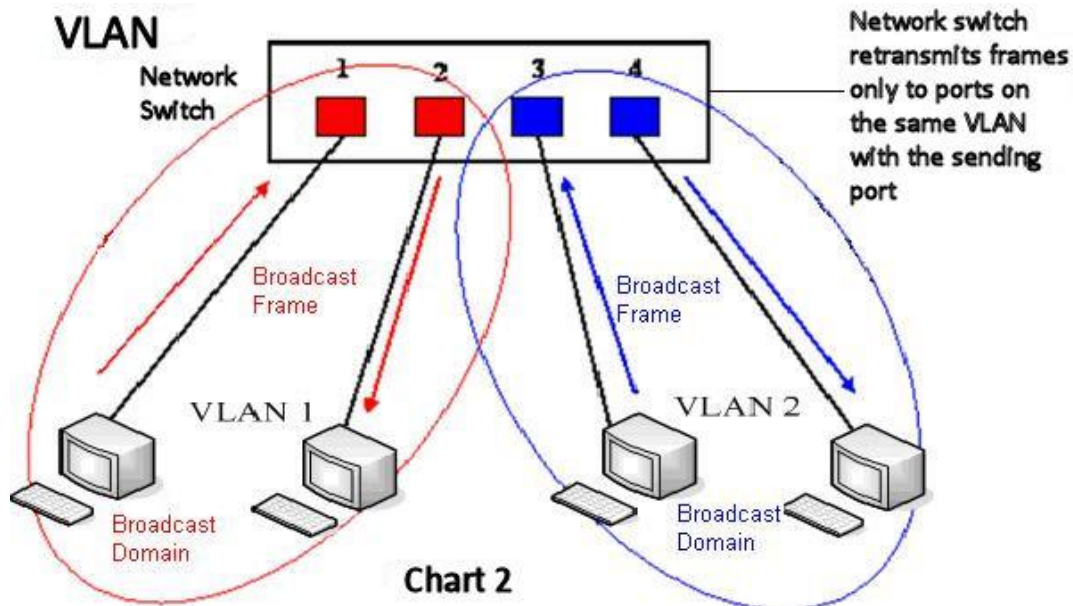 VLAN
Network
Switch
1 2 3 4
Network switch
retransmits frames
only to ports on
the same VLAN
with the sending
port
Broadcast
Frame
Broadcast
Frame
VLAN 1
VLAN 2
Broadcast
Domain
Broadcast
Domain
Chart 2